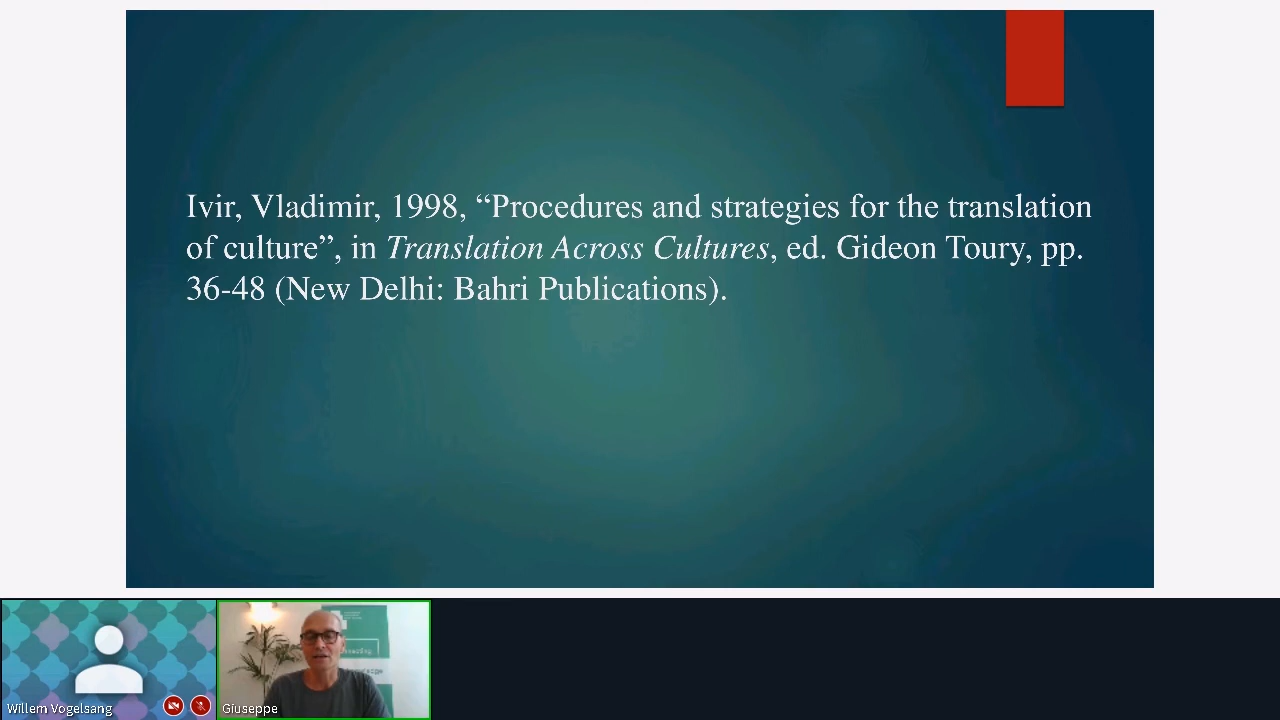 Ivir, Vladimir, 1998, “Procedures and strategies for the translation
of culture”, in Translation Across Cultures, ed. Gideon Toury, pp.
36-48 (New Delhi: Bahri Publications).
Willem Vogelsang
Giuseppe